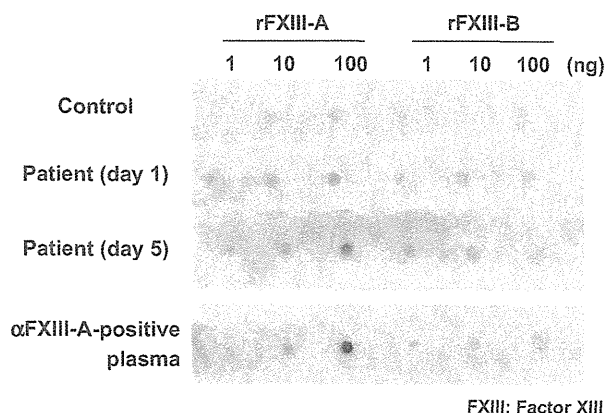 rFXIII-A rFXIII-B
1 10 100 1 10 100 (ng)
Control
Patient (day 1)
Patient (day 5)
αFXIII-A-positive
plasma
FXIII: Factor XIII